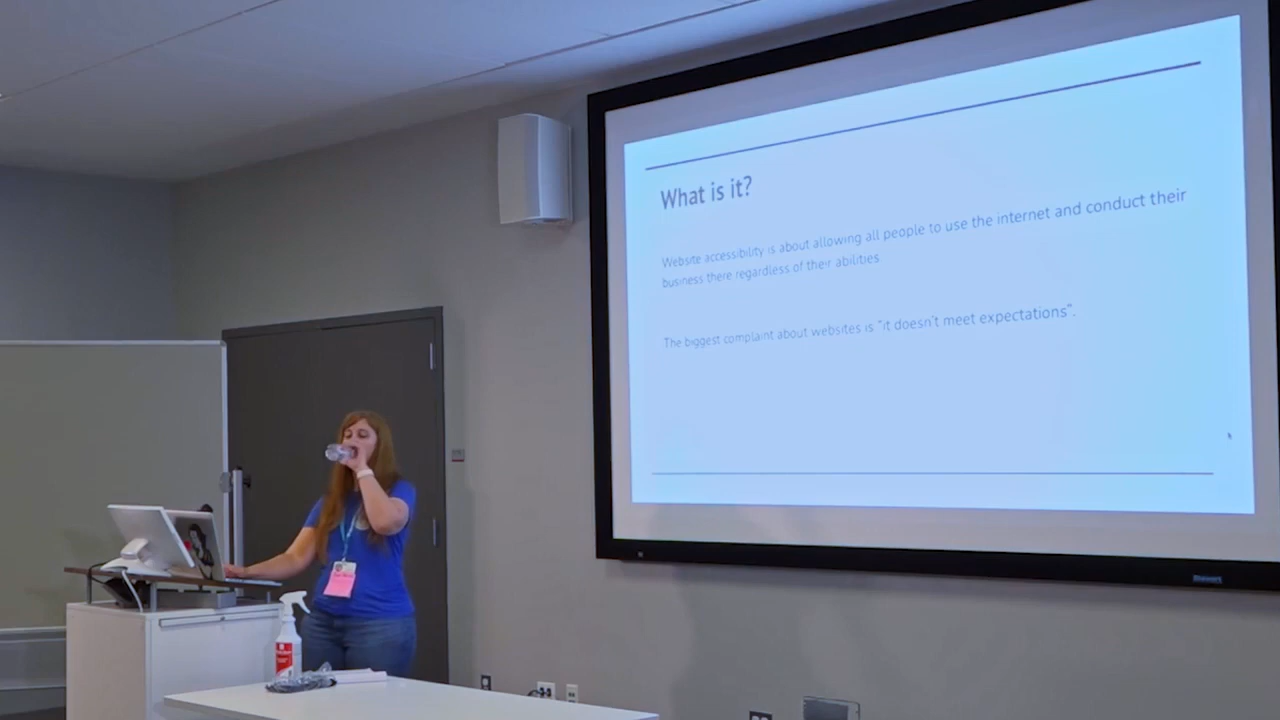 What is it?
Website accessibility is about allowing all people to use the internet and conduct their
business there regardless of their abilities
The biggest complaint about websites is "it doesn't meet expectations".
Stewart